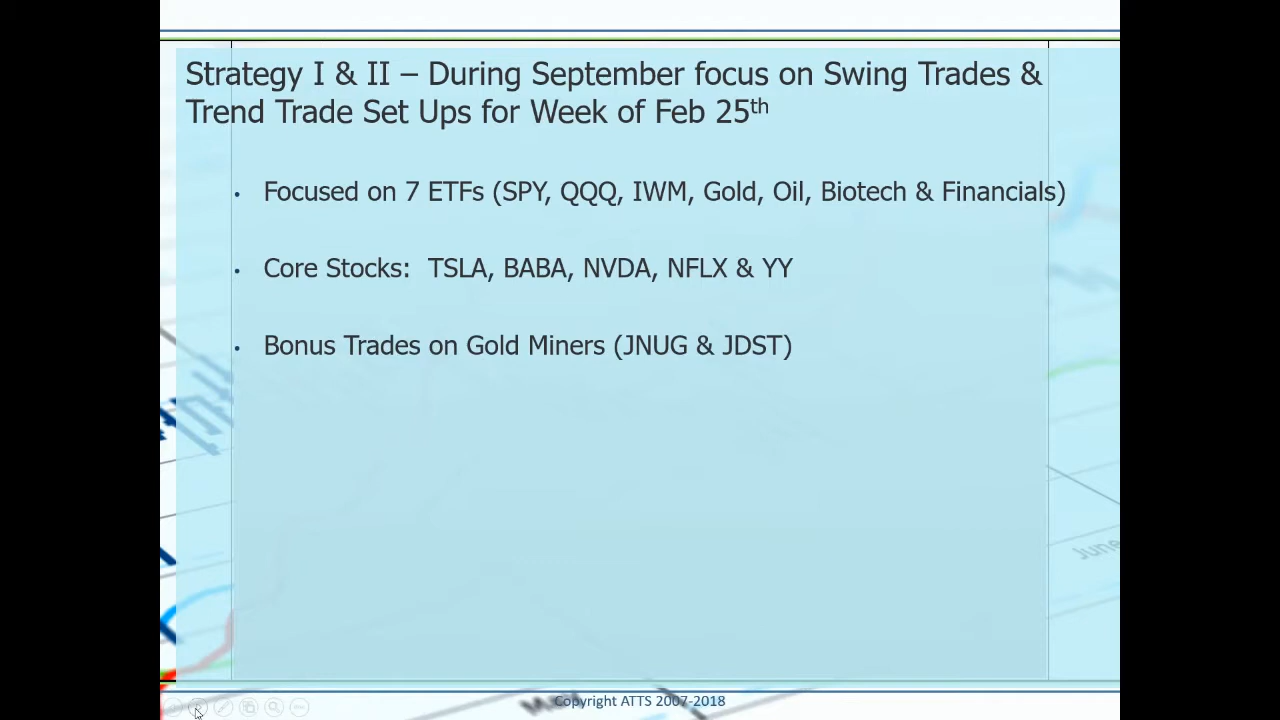 Strategy I & II – During September focus on Swing Trades &
Trend Trade Set Ups for Week of Feb 25th
• Focused on 7 ETFs (SPY, QQQ, IWM, Gold, Oil, Biotech & Financials)
• Core Stocks: TSLA, BABA, NVDA, NFLX & YY
• Bonus Trades on Gold Miners (JNUG & JDST)
June
Copyright ATTS 2007-2018